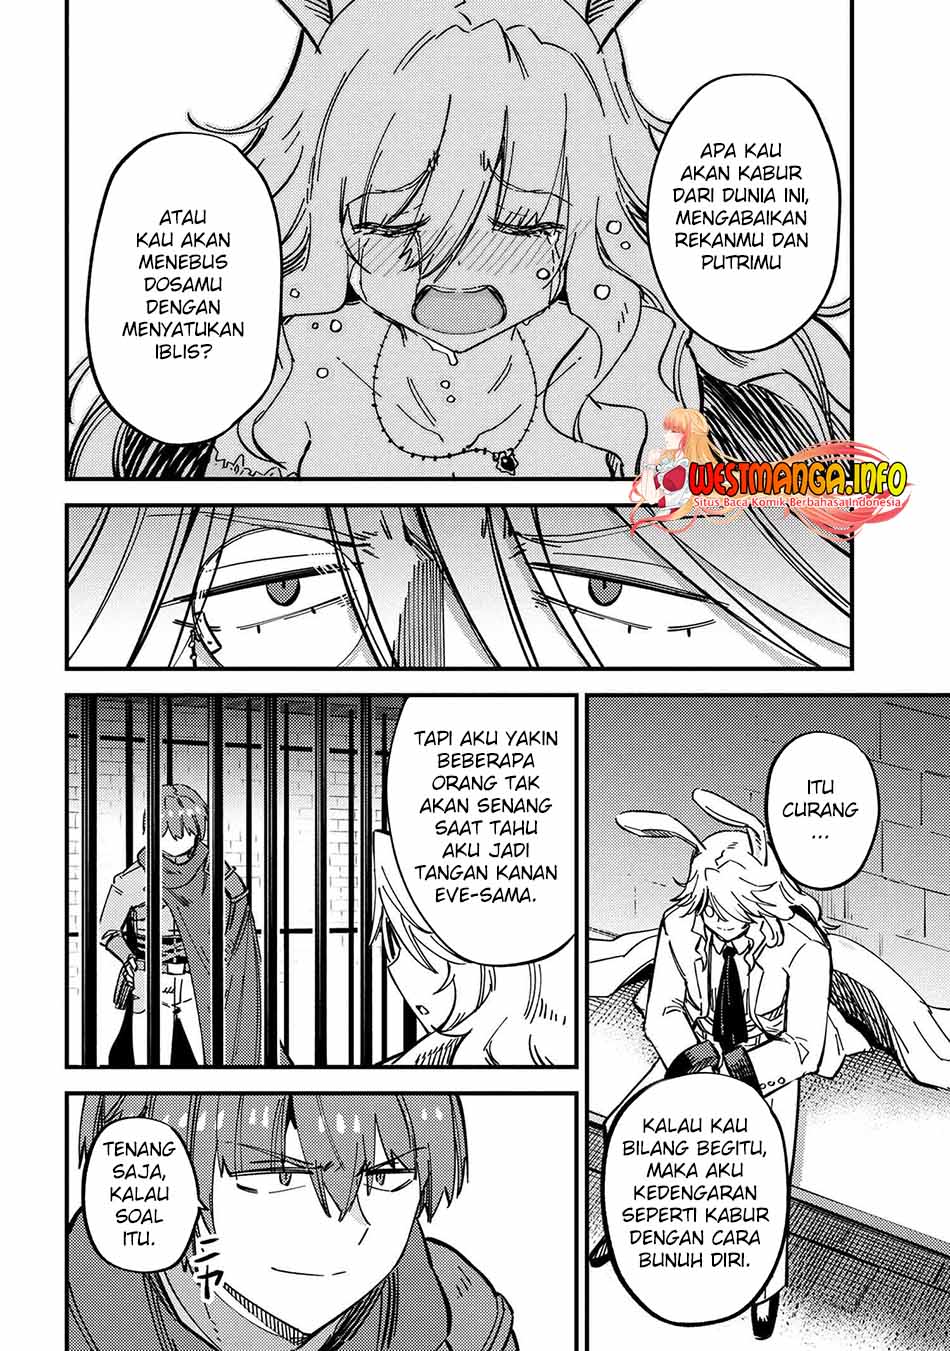 APA KAU
AKAN KABUR
DARI DUNIA INI,
MENGABAIKAN
REKANMU DAN
PUTRIMU
ATAU
KAU AKAN
MENEBUS
DOSAMU
DENGAN
MENYATUKAN
IBLIS?
WESTMANGA.INFO
Situs Baca Komik Berbahasa Indonesia
ITU
CURANG
...
KALAU KAU
BILANG BEGITU,
MAKA AKU
KEDENGARAN
SEPERTI KABUR
DENGAN CARA
BUNUH DIRI.
TAPI AKU YAKIN
BEBERAPA
ORANG TAK
AKAN SENANG
SAAT TAHU
AKU JADI
TANGAN KANAN
EVE-SAMA.
TENANG
SAJA,
KALAU
SOAL
ITU.
ニヤ